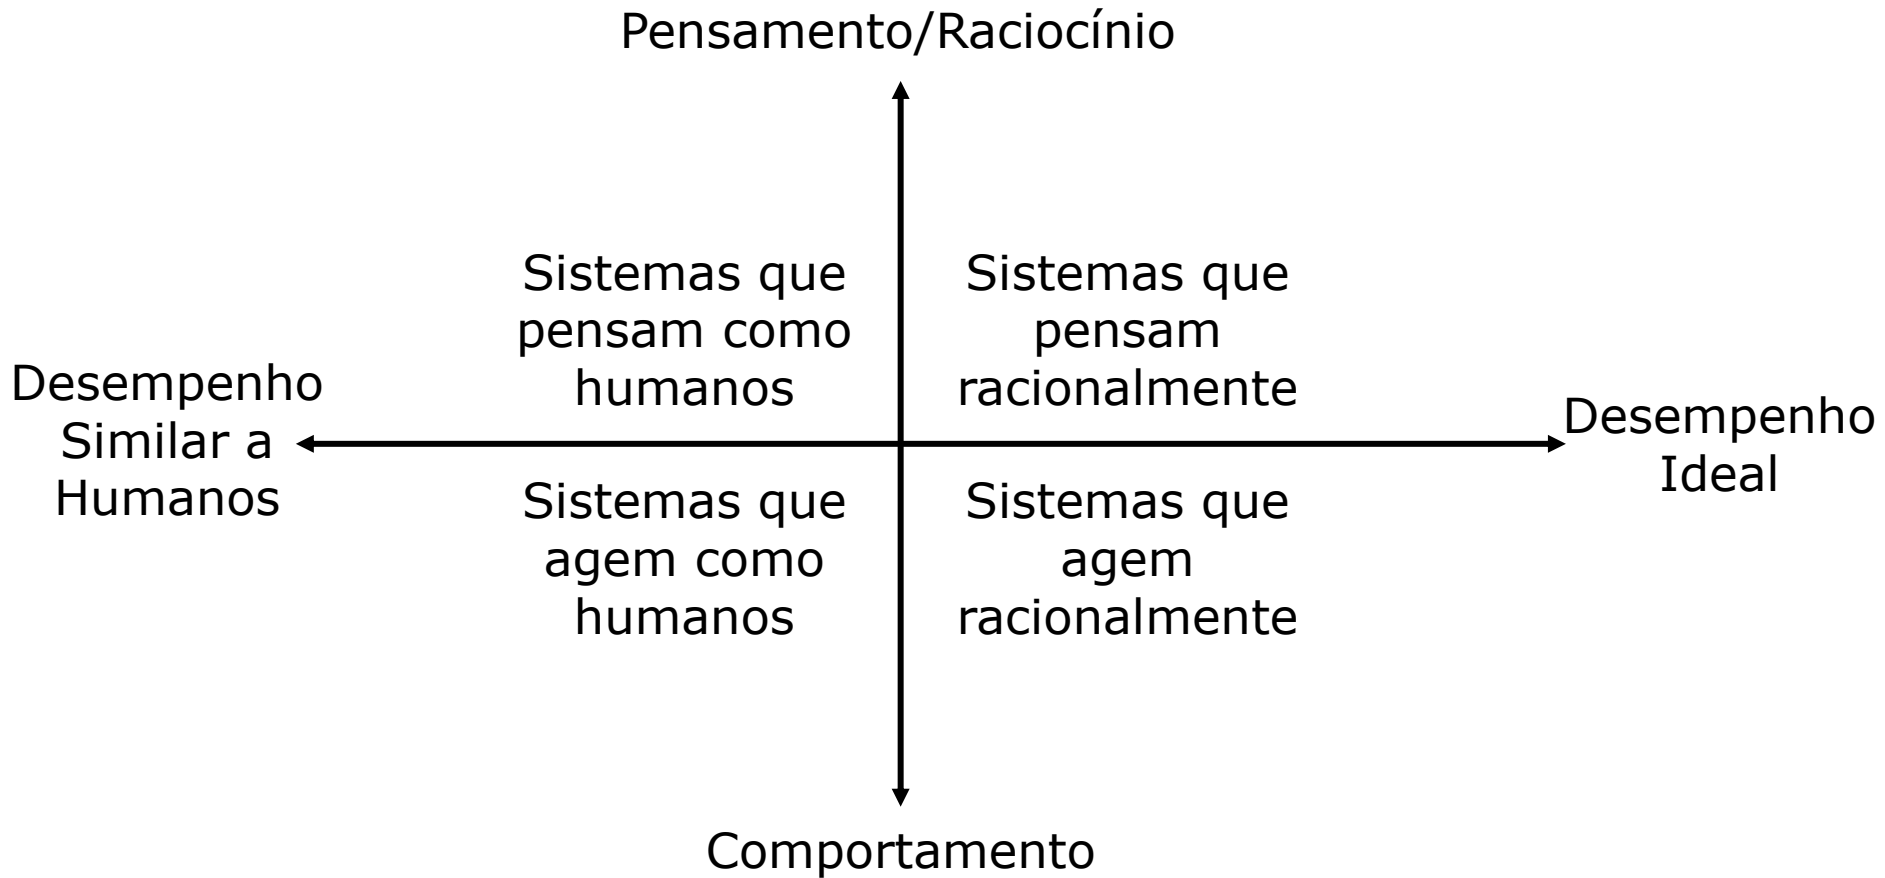 Pensamento/Raciocínio
Sistemas que
pensam como
humanos
Sistemas que
pensam
racionalmente
Desempenho
Similar a
Humanos
Desempenho
Ideal
Sistemas que
agem como
humanos
Sistemas que
agem
racionalmente
Comportamento